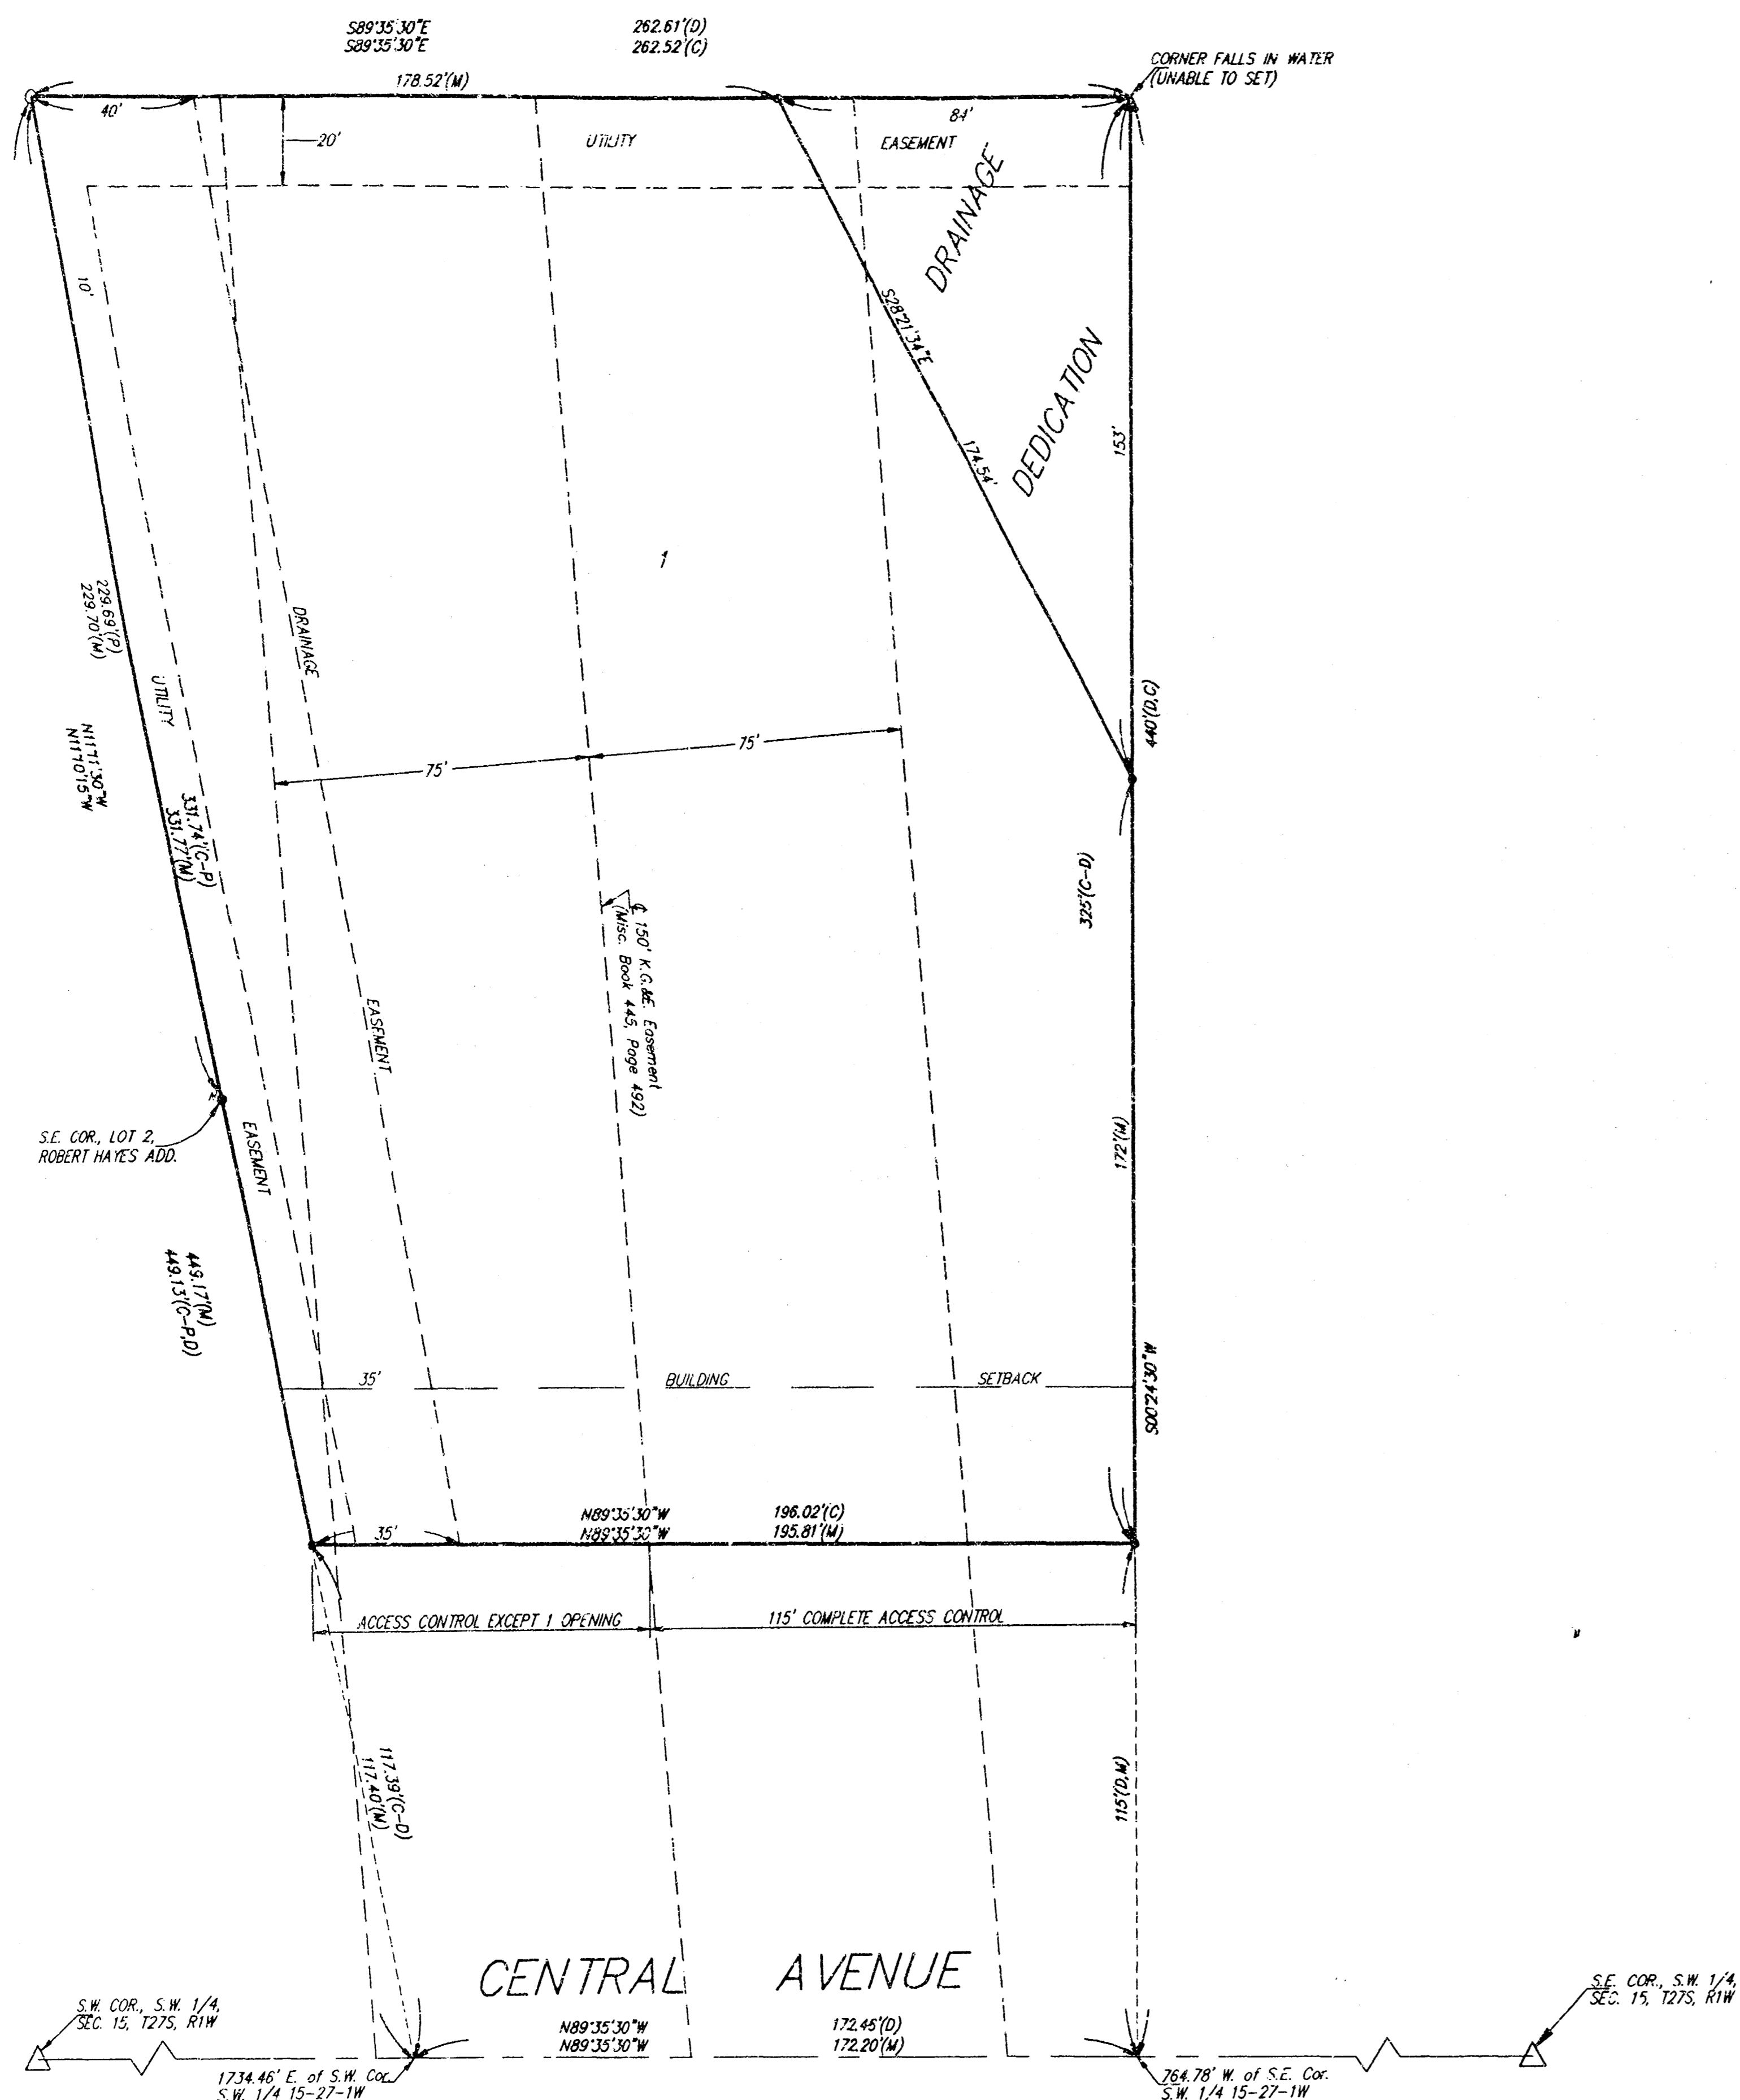 S89°35'30"E 262.61'(D)
S89°35'30"E 262.52'(C)
CORNER FALLS IN WATER
(UNABLE TO SET)
178.52'(M)
40'
84'
20'
UTILITY EASEMENT
DRAINAGE
DEDICATION
10'
S28°21'34"E
174.54'
153'
1
229.69'(P)
229.70'(M)
UTILITY
DRAINAGE
440'(D,C)
N11°11'30"W
N11°10'15"W
75'
75'
331.74'(C-P)
331.77'(M)
325'(C-D)
℄ 150' K.G.&E. Easement
(Misc. Book 445, Page 492)
EASEMENT
S.E. COR., LOT 2,
ROBERT HAYES ADD.
EASEMENT
172'(M)
449.17'(M)
449.13'(C-P,D)
35' BUILDING SETBACK
S00°24'30"W
N89°35'30"W 196.02'(C)
N89°35'30"W 195.81'(M)
35'
ACCESS CONTROL EXCEPT 1 OPENING
115' COMPLETE ACCESS CONTROL
117.39'(C-D)
117.40'(M)
115'(D,M)
CENTRAL AVENUE
S.W. COR., S.W. 1/4,
SEC. 15, T27S, R1W
S.E. COR., S.W. 1/4,
SEC. 15, T27S, R1W
N89°35'30"W 172.45'(D)
N89°35'30"W 172.20'(M)
1734.46' E. of S.W. Cor.
S.W. 1/4 15-27-1W
764.78' W. of S.E. Cor.
S.W. 1/4 15-27-1W